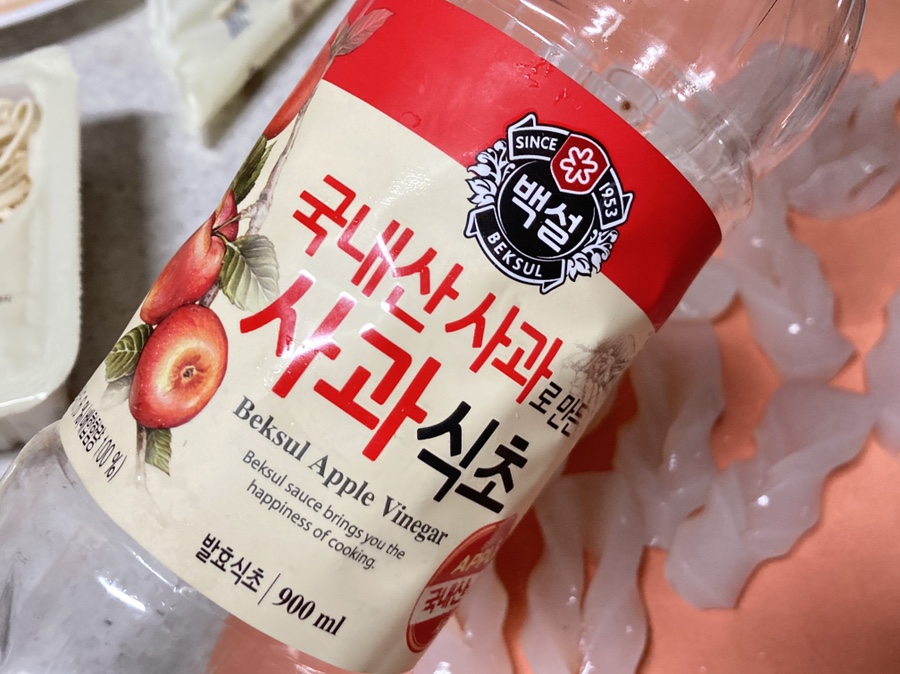 SINCE 1953
백설
BEKSUL
국내산 사과로만든
사과식초
Beksul Apple Vinegar
Beksul sauce brings you the
happiness of cooking.
100 %)
발효식초 900 ml
국내산